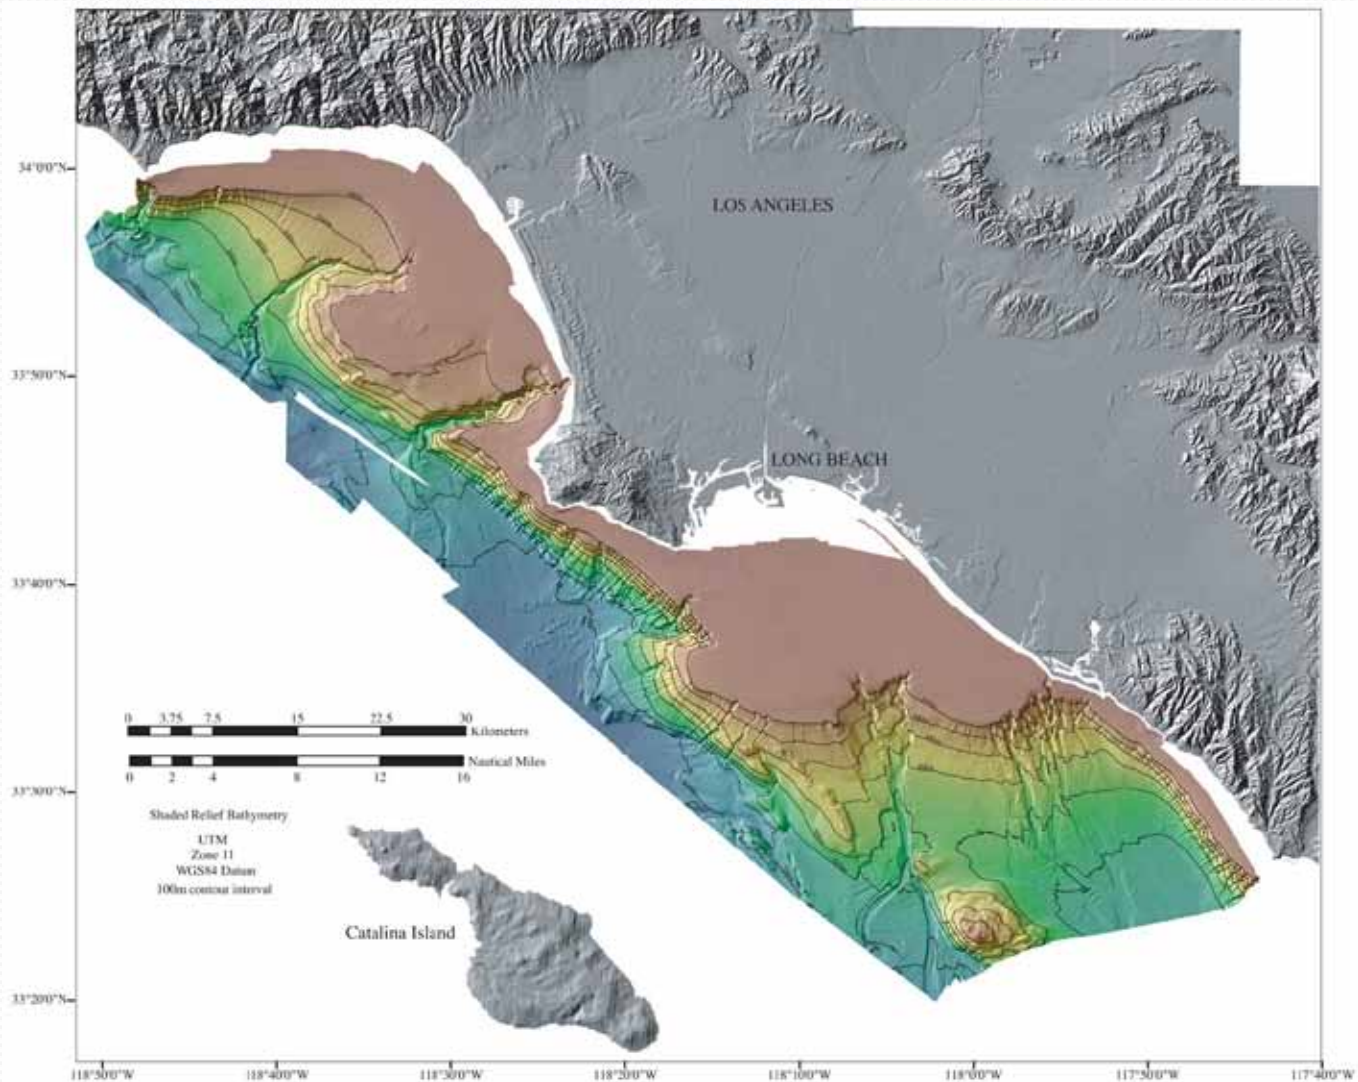 34°0'0"N
LOS ANGELES
33°50'0"N
LONG BEACH
33°40'0"N
0 3.75 7.5 15 22.5 30
Kilometers
Nautical Miles
0 2 4 8 12 16
33°30'0"N
Shaded Relief Bathymetry
UTM
Zone 11
WGS84 Datum
100m contour interval
Catalina Island
33°20'0"N
118°50'0"W 118°40'0"W 118°30'0"W 118°20'0"W 118°10'0"W 118°0'0"W 117°50'0"W 117°40'0"W